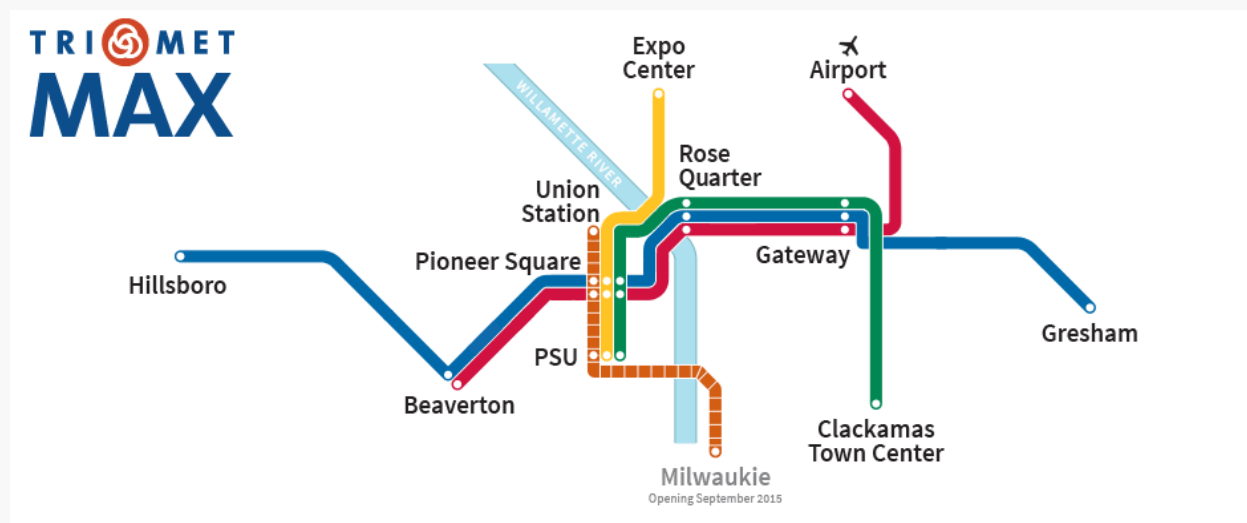 TRI MET
MAX
Expo
Center
Airport
WILLAMETTE RIVER
Rose
Quarter
Union
Station
Pioneer Square
Gateway
Hillsboro
Gresham
PSU
Beaverton
Clackamas
Town Center
Milwaukie
Opening September 2015